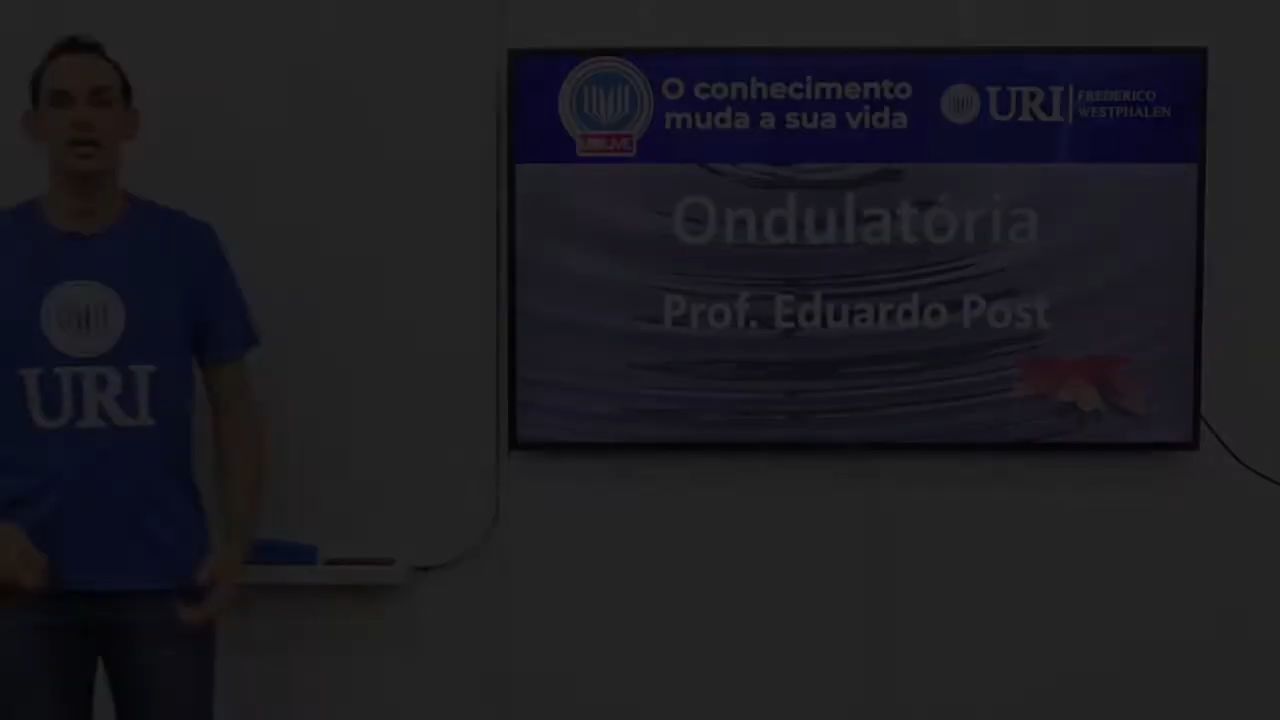 O conhecimento
muda a sua vida
URI
FREDERICO
WESTPHALEN
Ondulatória
Prof. Eduardo Post
URI